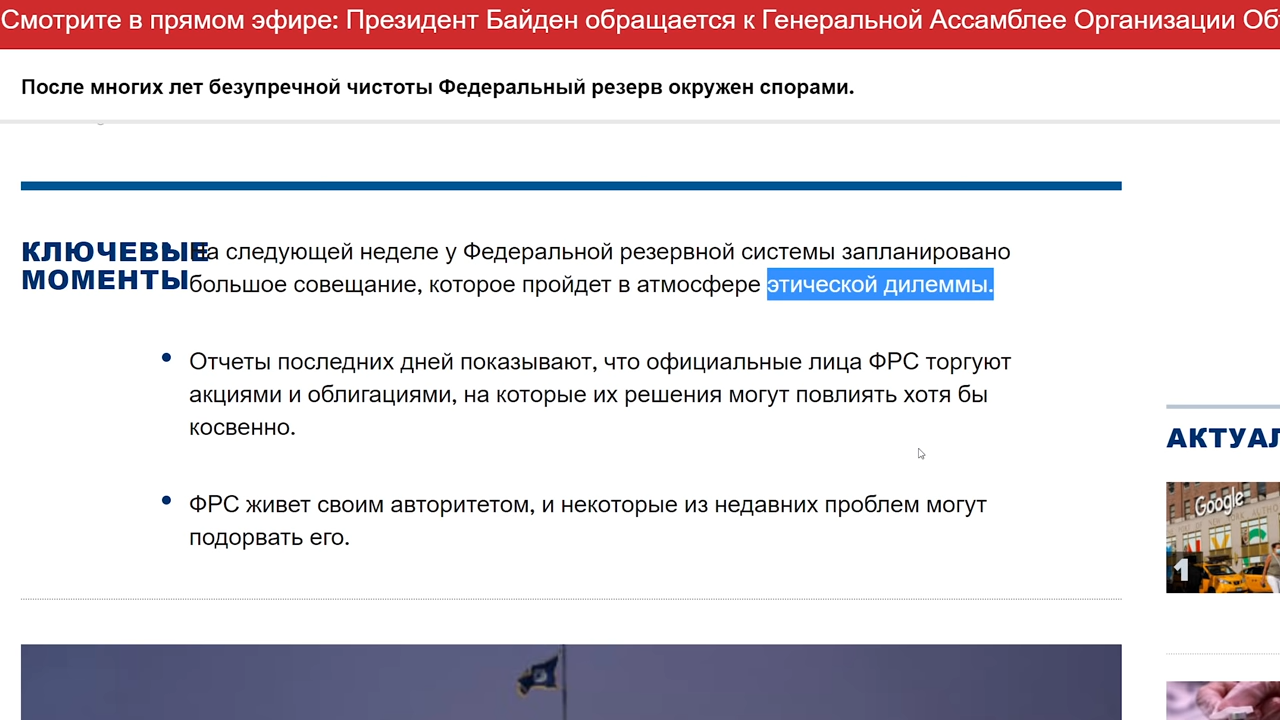 Смотрите в прямом эфире: Президент Байден обращается к Генеральной Ассамблее Организации
После многих лет безупречной чистоты Федеральный резерв окружен спорами.
КЛЮЧЕВЫЕ
МОМЕНТЫ
На следующей неделе у Федеральной резервной системы запланировано
большое совещание, которое пройдет в атмосфере этической дилеммы.
Отчеты последних дней показывают, что официальные лица ФРС торгуют
акциями и облигациями, на которые их решения могут повлиять хотя бы
косвенно.
ФРС живет своим авторитетом, и некоторые из недавних проблем могут
подорвать его.
АКТУАЛ
Google
1